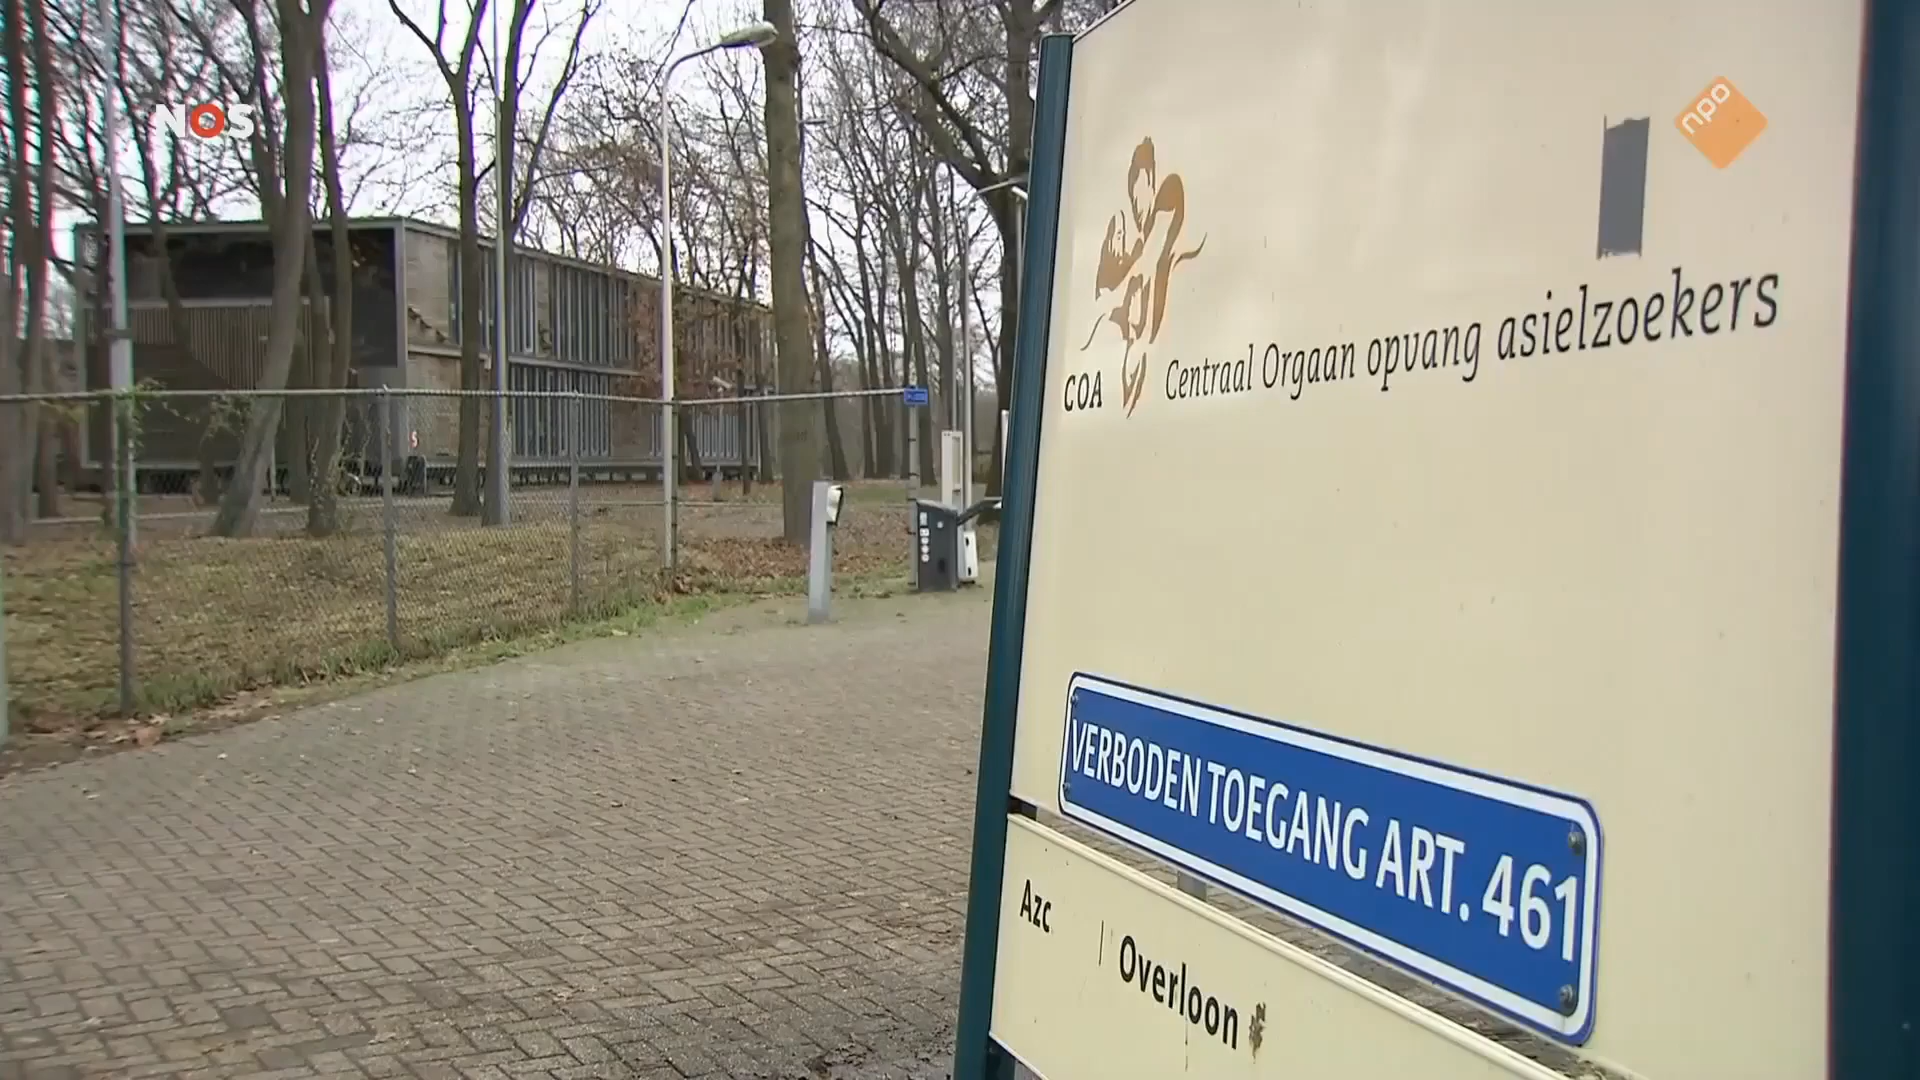 NOS
npo
COA
Centraal Orgaan opvang asielzoekers
VERBODEN TOEGANG ART. 461
Azc | Overloon